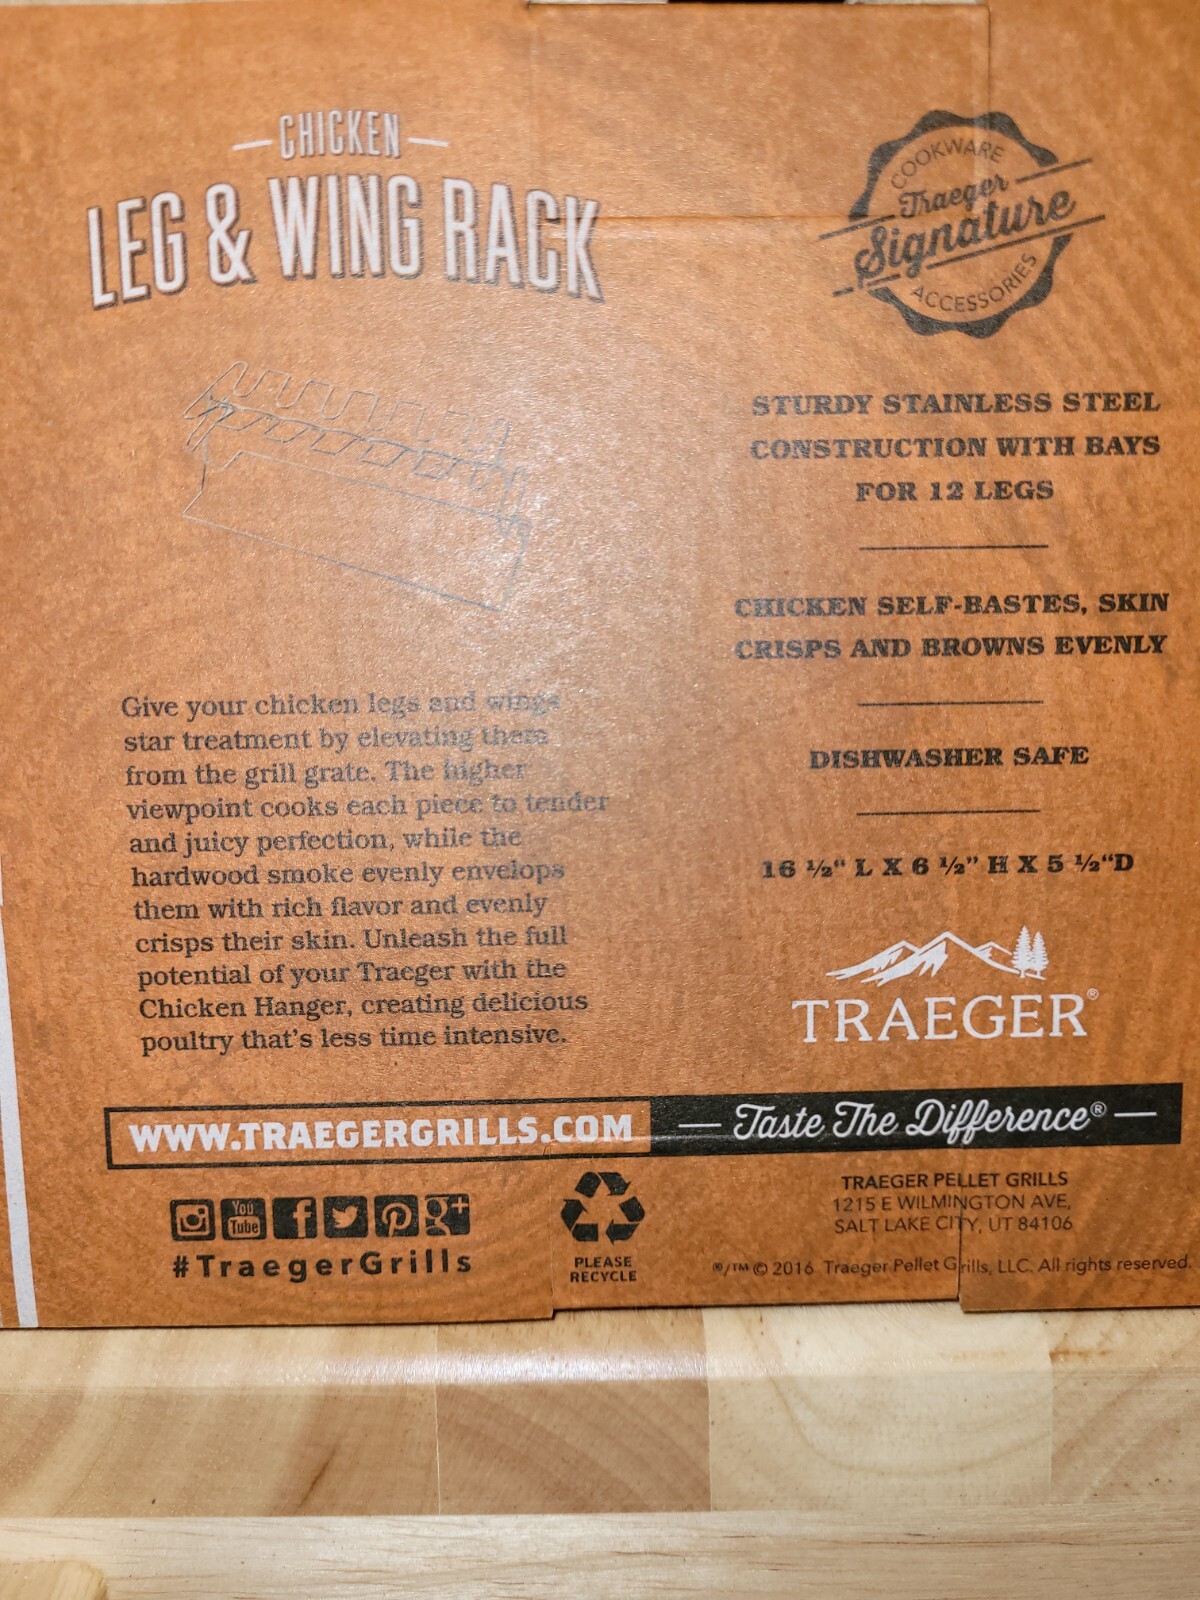 — CHICKEN —
LEG & WING RACK
COOKWARE
Traeger
Signature
ACCESSORIES
STURDY STAINLESS STEEL
CONSTRUCTION WITH BAYS
FOR 12 LEGS
CHICKEN SELF-BASTES, SKIN
CRISPS AND BROWNS EVENLY
DISHWASHER SAFE
16 ½" L X 6 ½" H X 5 ½"D
TRAEGER®
Give your chicken legs and wings
star treatment by elevating them
from the grill grate. The higher
viewpoint cooks each piece to tender
and juicy perfection, while the
hardwood smoke evenly envelops
them with rich flavor and evenly
crisps their skin. Unleash the full
potential of your Traeger with the
Chicken Hanger, creating delicious
poultry that's less time intensive.
WWW.TRAEGERGRILLS.COM
— Taste The Difference® —
You
Tube
f
g+
#TraegerGrills
PLEASE
RECYCLE
TRAEGER PELLET GRILLS
1215 E WILMINGTON AVE,
SALT LAKE CITY, UT 84106
®/™ © 2016 Traeger Pellet Grills, LLC. All rights reserved.